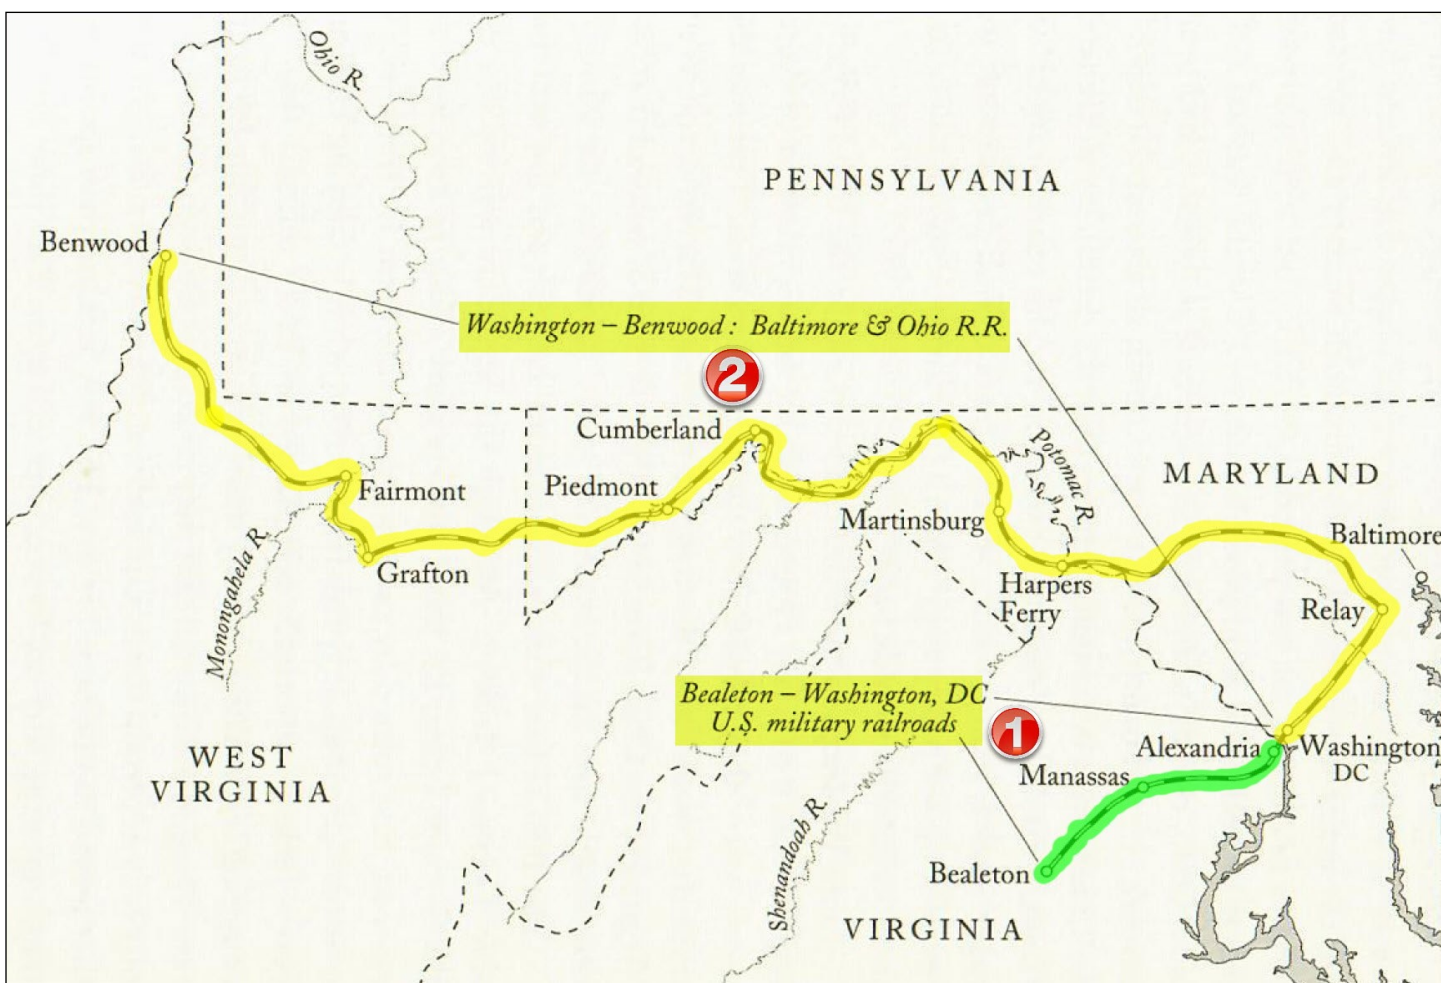 Ohio R.
PENNSYLVANIA
Benwood
Washington – Benwood : Baltimore & Ohio R.R.
2
Cumberland
Potomac R.
MARYLAND
Piedmont
Fairmont
Martinsburg
Baltimore
Monongahela R.
Grafton
Harpers
Ferry
Relay
Bealeton – Washington, DC
U.S. military railroads
1
Alexandria
Washington
DC
Manassas
WEST
VIRGINIA
Shenandoah R.
Bealeton
VIRGINIA